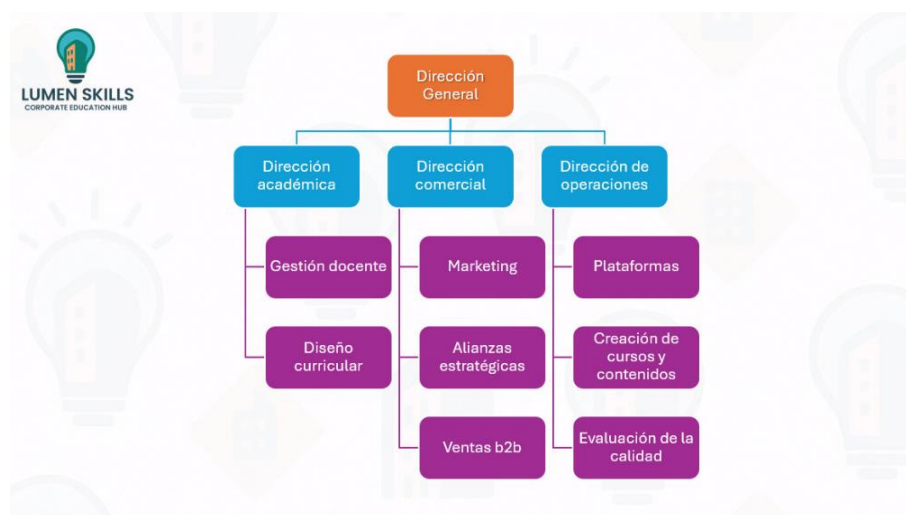 LUMEN SKILLS
CORPORATE EDUCATION HUB
Dirección
General
Dirección
académica
Dirección
comercial
Dirección de
operaciones
Gestión docente
Diseño
curricular
Marketing
Alianzas
estratégicas
Ventas b2b
Plataformas
Creación de
cursos y
contenidos
Evaluación de la
calidad